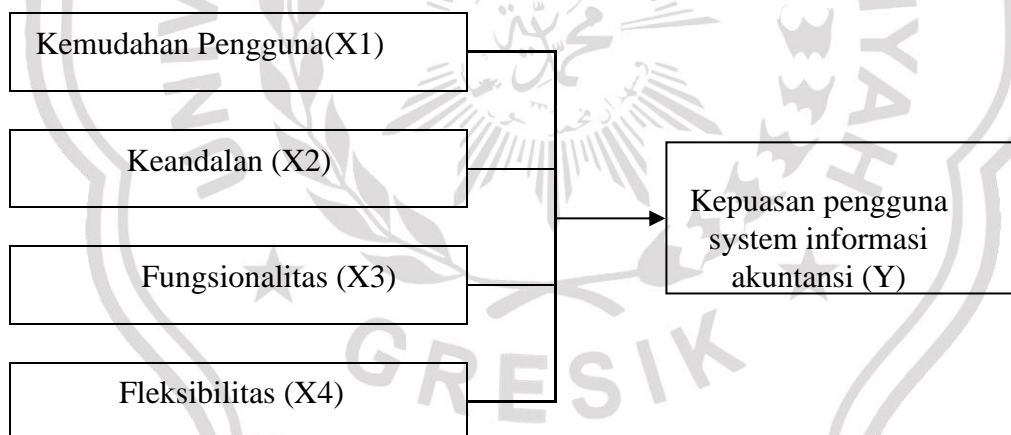 Kemudahan Pengguna(X1)
Keandalan (X2)
Fungsionalitas (X3)
Fleksibilitas (X4)
Kepuasan pengguna
system informasi
akuntansi (Y)
GRESIK